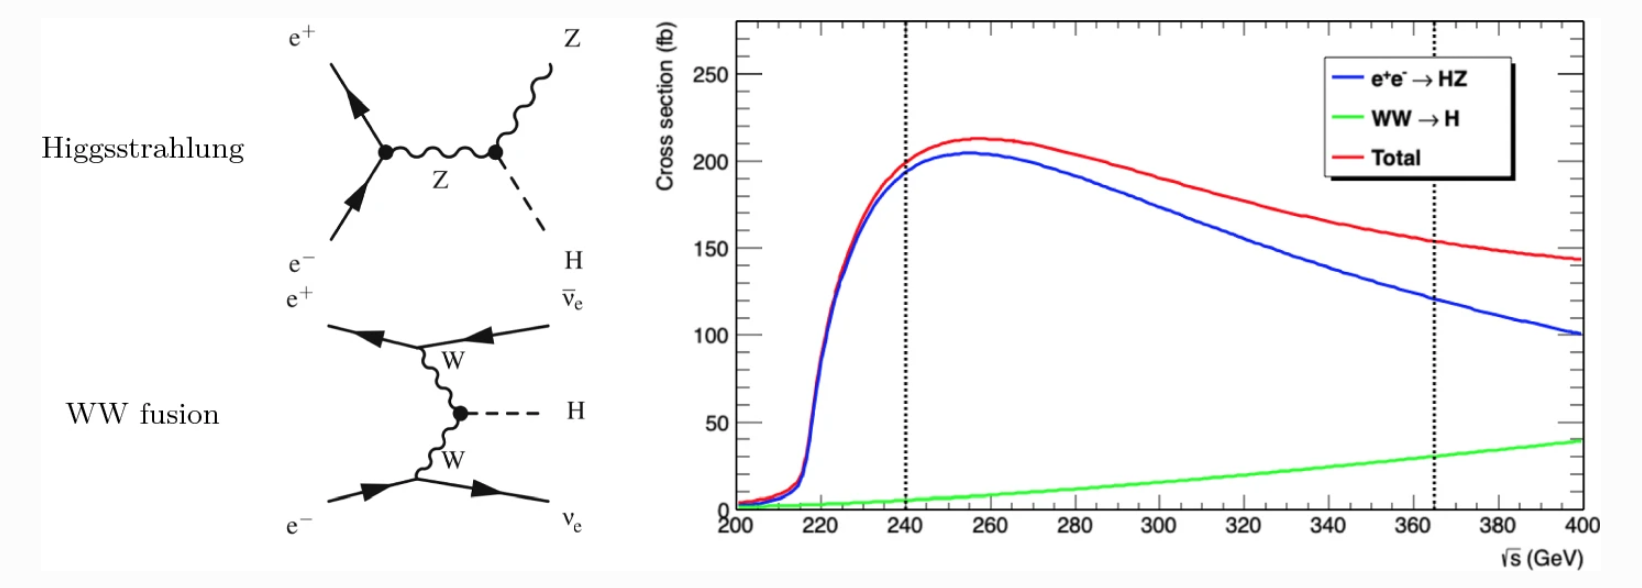 e⁺
Z
Higgsstrahlung
Z
e⁻
H
e⁺
ν̄ₑ
W
WW fusion
H
W
e⁻
νₑ
Cross section (fb)
250
200
150
100
50
0
200 220 240 260 280 300 320 340 360 380 400
√s (GeV)
e⁺e⁻ → HZ
WW → H
Total